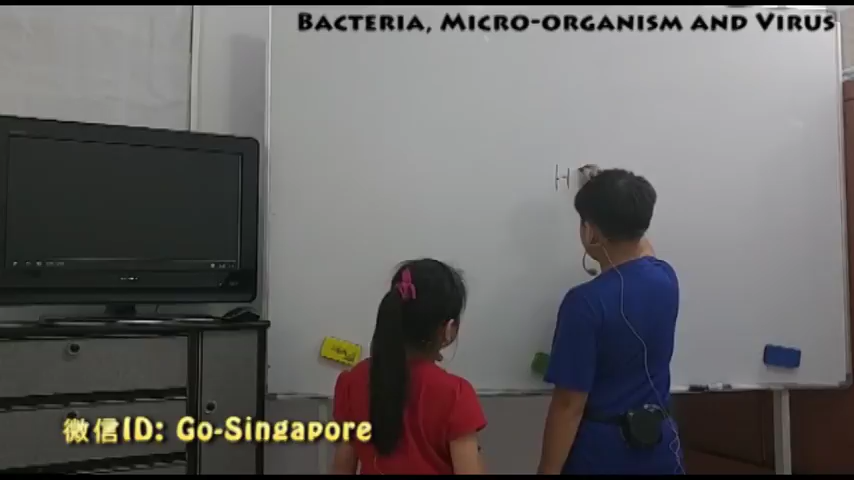 BACTERIA, MICRO-ORGANISM AND VIRUS
H
微信ID: Go-Singapore